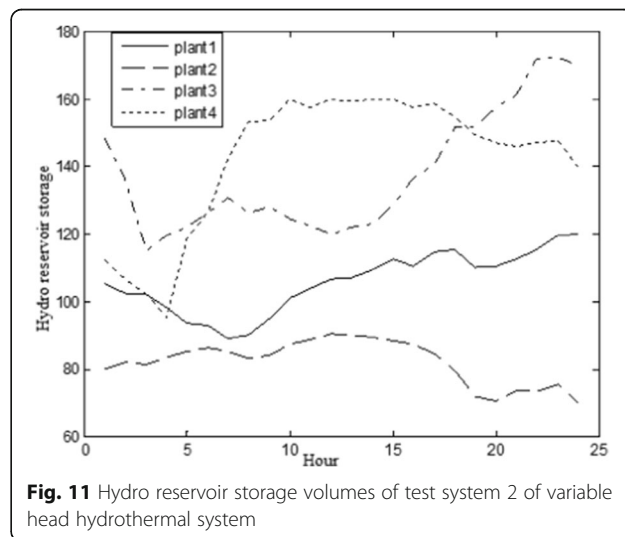 180
160
140
120
100
80
60
Hydro reservoir storage
plant1
plant2
plant3
plant4
0
5
10
15
20
25
Hour
Fig. 11 Hydro reservoir storage volumes of test system 2 of variable
head hydrothermal system